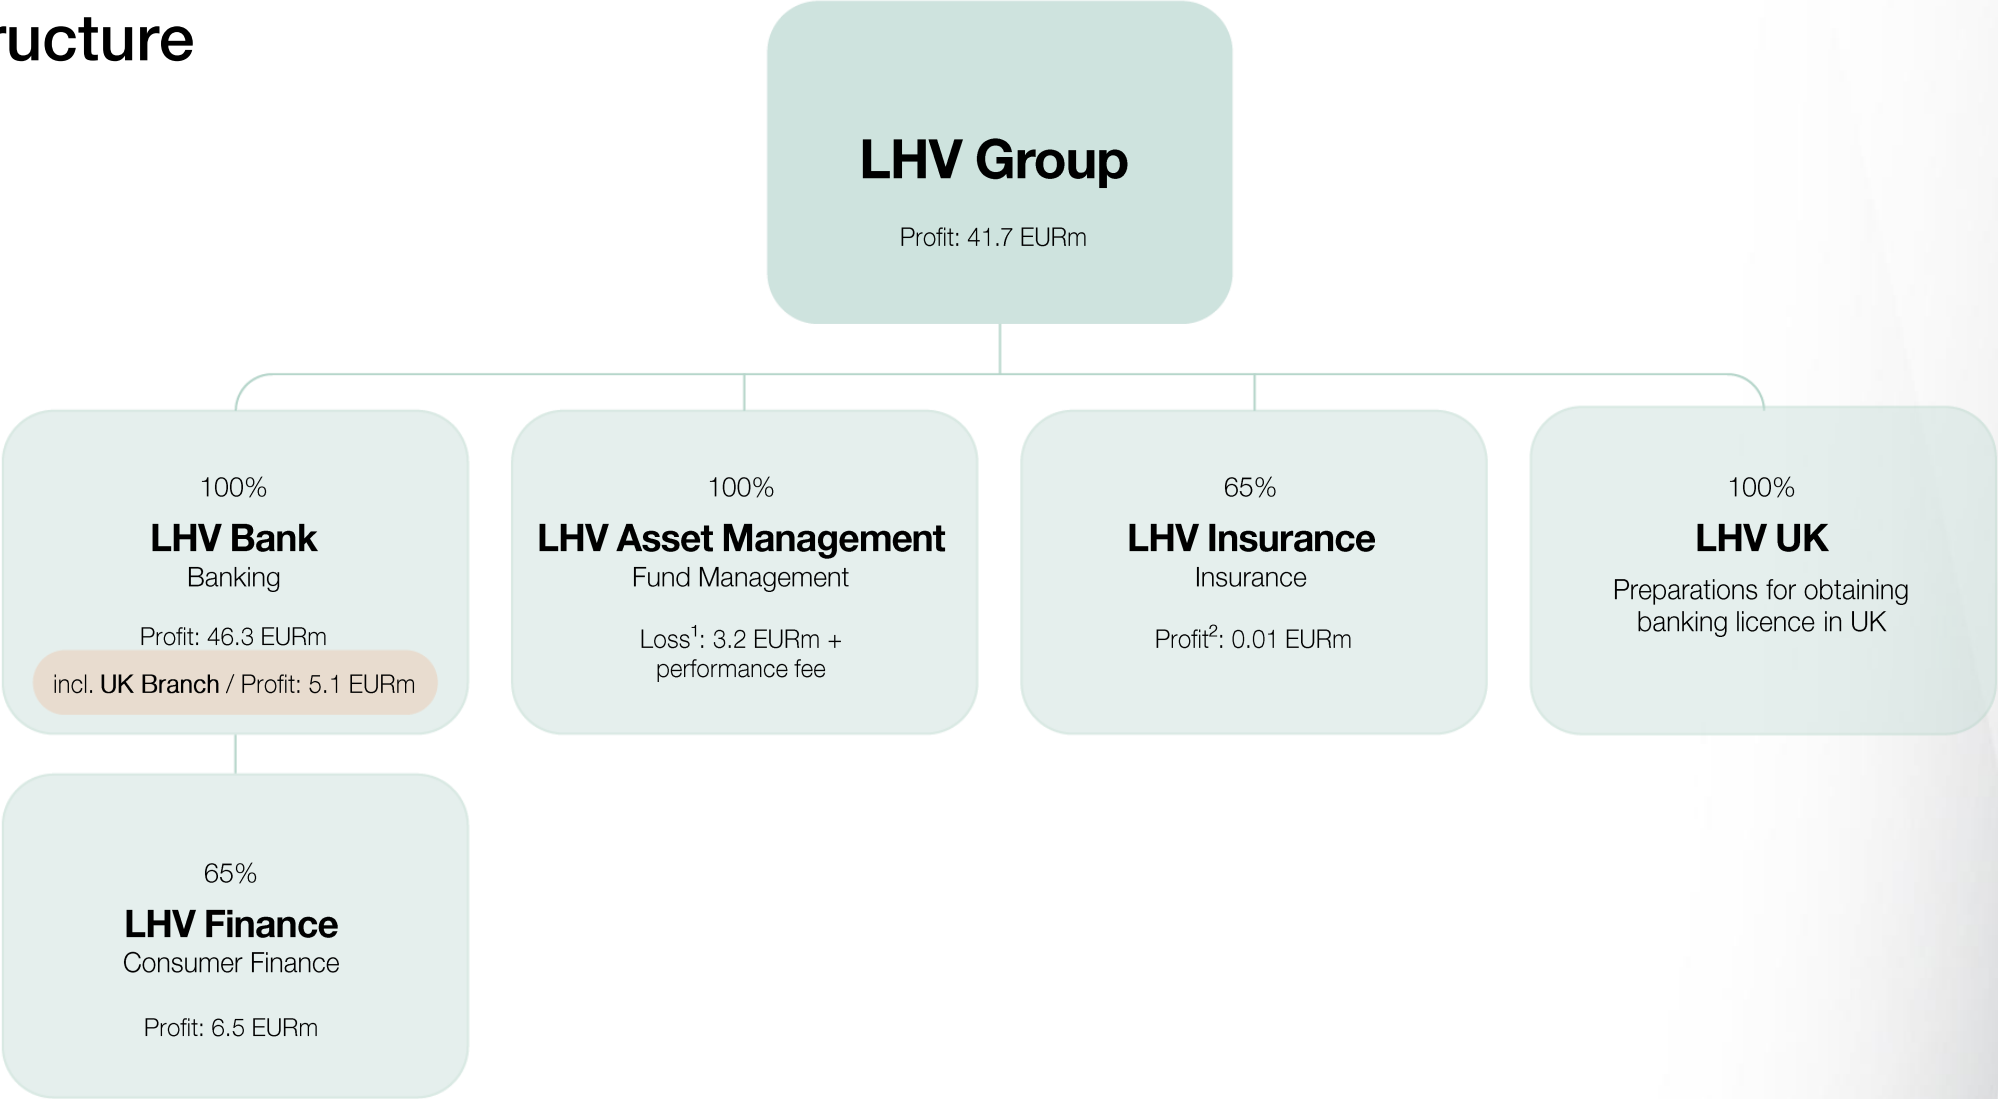 ructure
LHV Group
Profit: 41.7 EURm
100%
LHV Bank
Banking
Profit: 46.3 EURm
incl. UK Branch / Profit: 5.1 EURm
100%
LHV Asset Management
Fund Management
Loss¹: 3.2 EURm +
performance fee
65%
LHV Insurance
Insurance
Profit²: 0.01 EURm
100%
LHV UK
Preparations for obtaining
banking licence in UK
65%
LHV Finance
Consumer Finance
Profit: 6.5 EURm